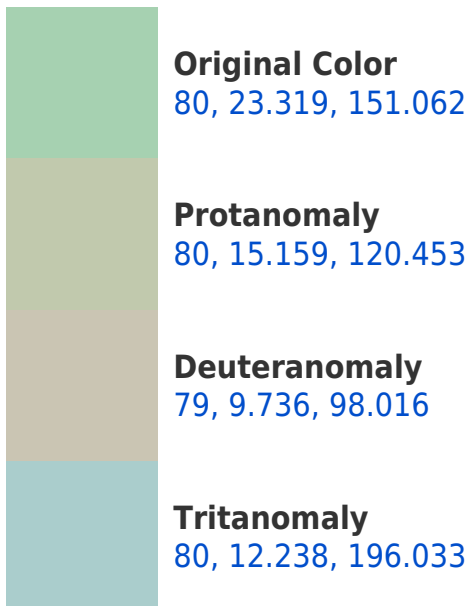 Original Color
80, 23.319, 151.062
Protanomaly
80, 15.159, 120.453
Deuteranomaly
79, 9.736, 98.016
Tritanomaly
80, 12.238, 196.033